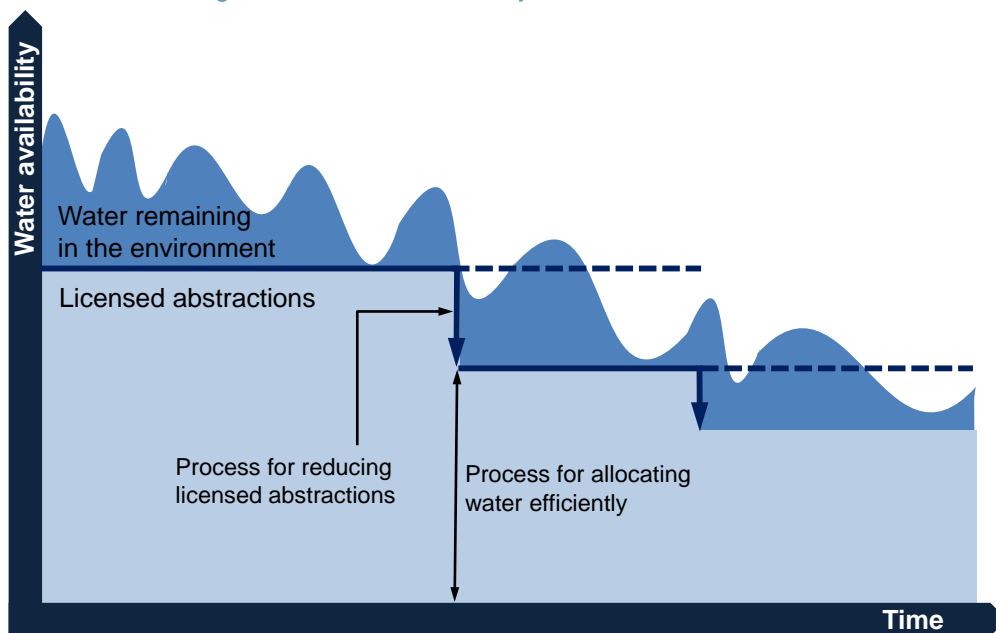 Water availability
Water remaining
in the environment
Licensed abstractions
Process for reducing
licensed abstractions
Process for allocating
water efficiently
Time